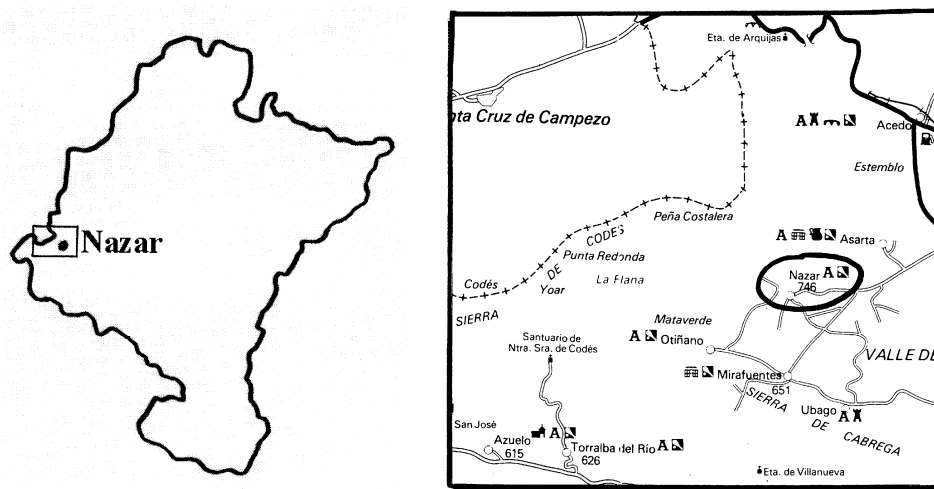 Nazar
Eta. de Arquijas
nta Cruz de Campezo
A
Acedo
Estemblo
Peña Costalera
CODES
A
Asarta
Punta Redonda
DE
Codés
Yoar
La Plana
Nazar A
746
SIERRA
Mataverde
Santuario de
Ntra. Sra. de Codés
A
Otiñano
VALLE DE
Mirafuentes
651
SIERRA
Ubago A
DE
CABREGA
San José
Azuelo
615
A
Torralba del Río A
626
Eta. de Villanueva